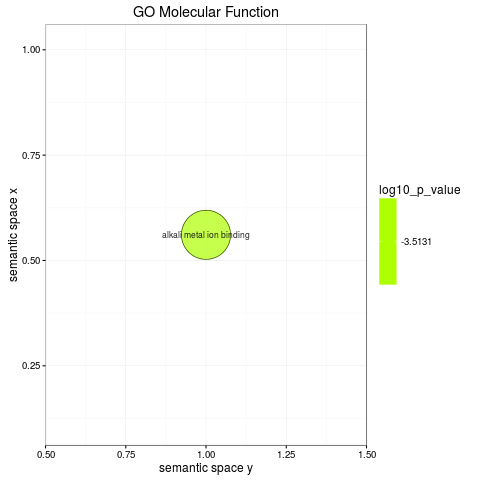 GO Molecular Function
1.00
0.75
0.50
0.25
semantic space x
alkali metal ion binding
0.50 0.75 1.00 1.25 1.50
semantic space y
log10_p_value
-3.5131